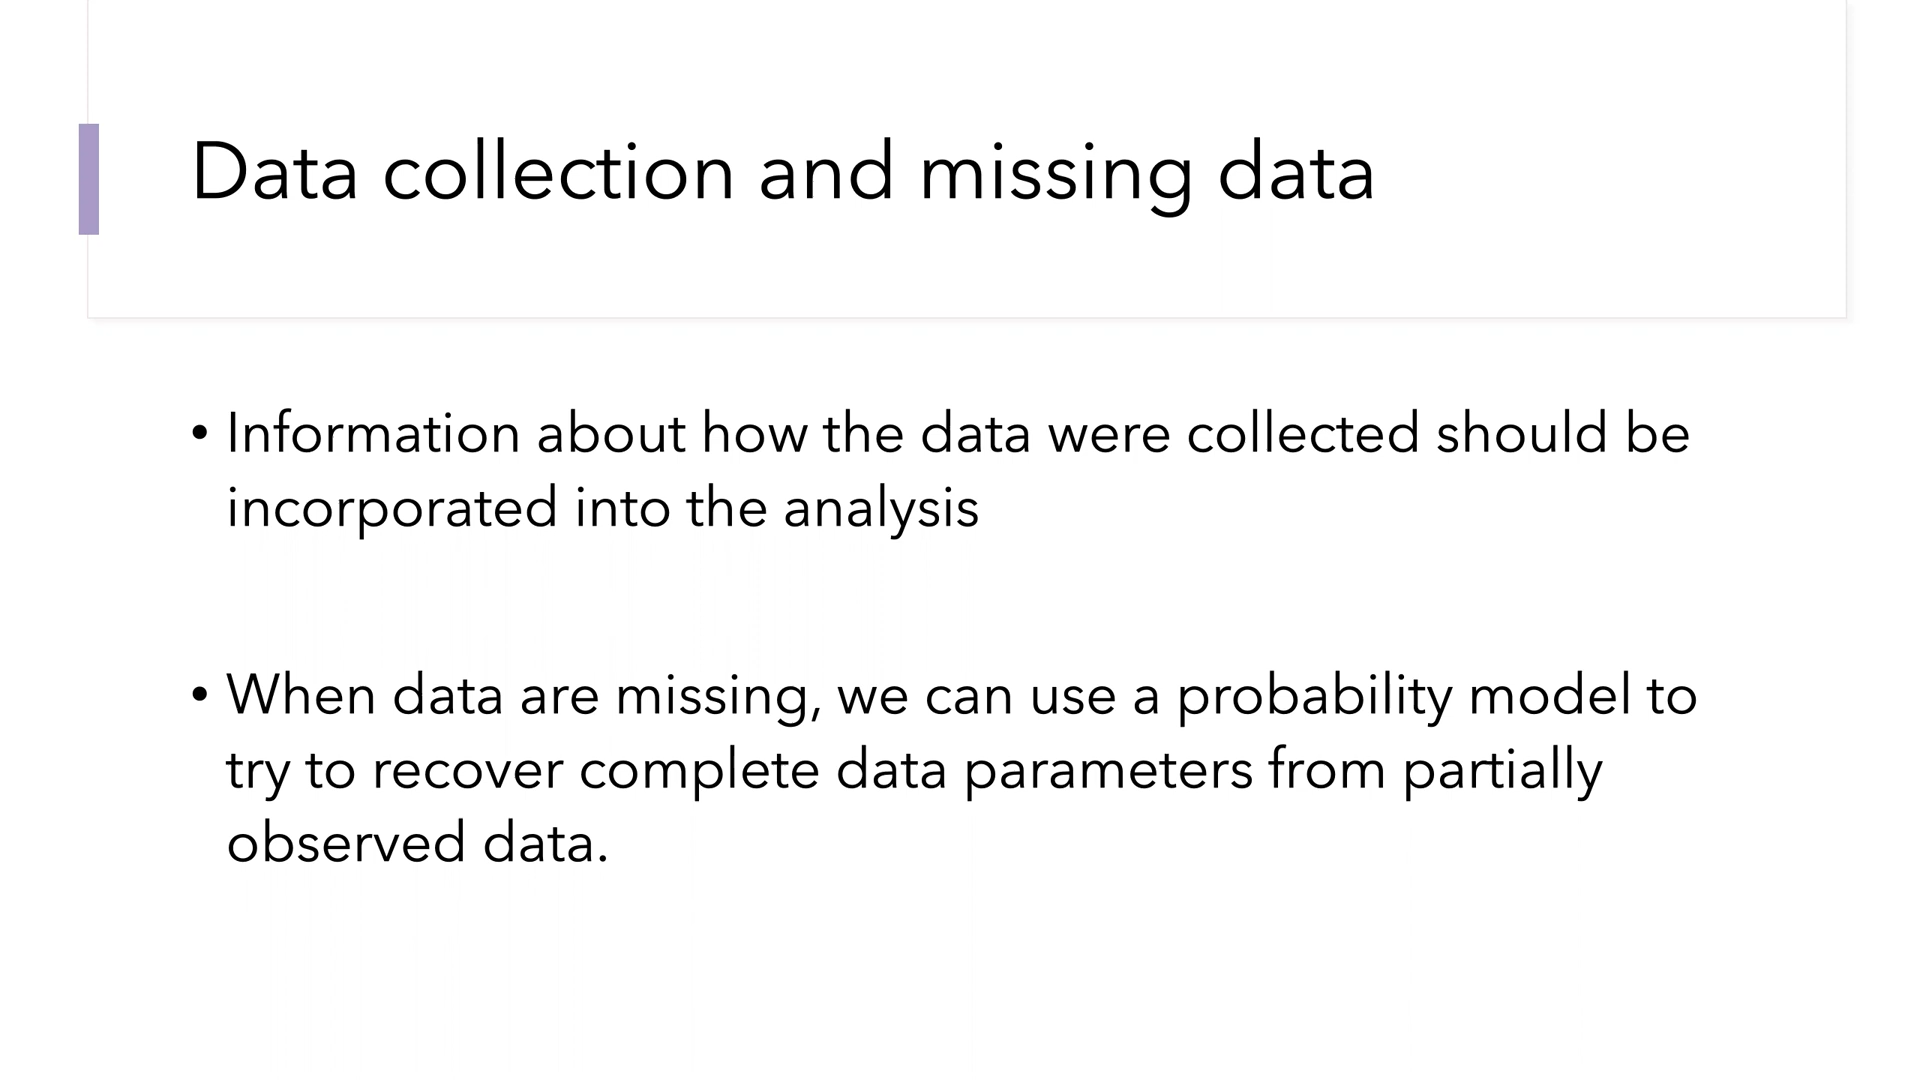 Data collection and missing data
• Information about how the data were collected should be
incorporated into the analysis
• When data are missing, we can use a probability model to
try to recover complete data parameters from partially
observed data.